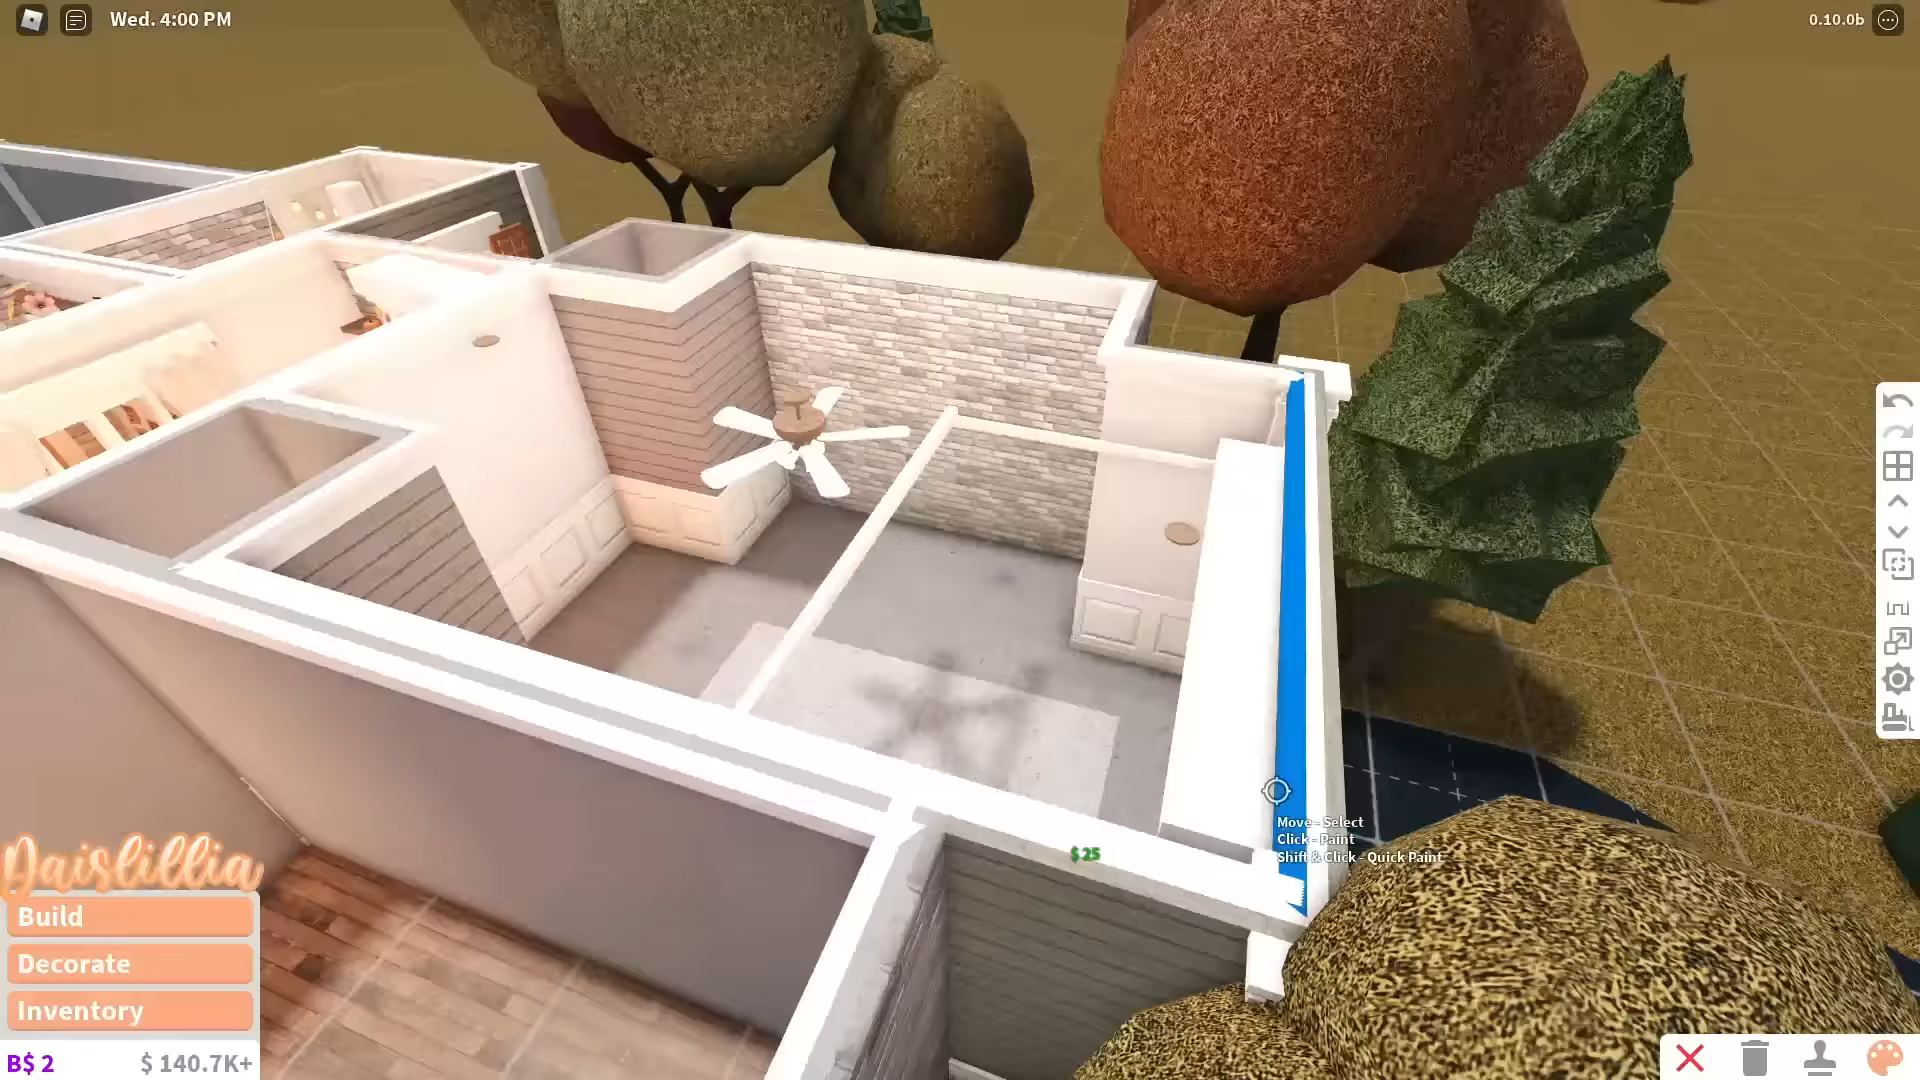 Wed. 4:00 PM
0.10.0b
Move - Select
Click - Paint
Shift & Click - Quick Paint
$ 25
Daisfillia
Build
Decorate
Inventory
B$ 2
$ 140.7K+